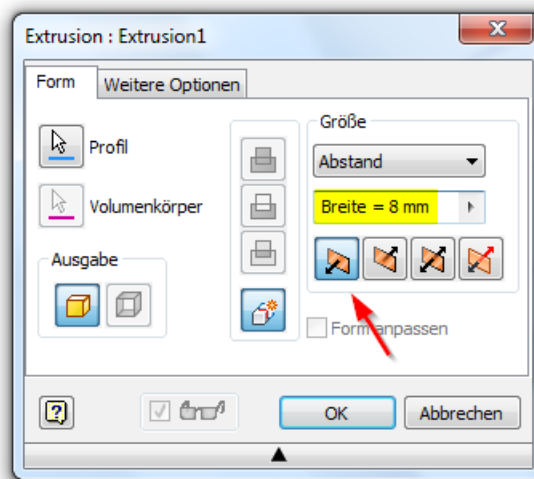 Extrusion : Extrusion1
Form
Weitere Optionen
Profil
Volumenkörper
Ausgabe
Größe
Abstand
Breite = 8 mm
Form anpassen
OK
Abbrechen